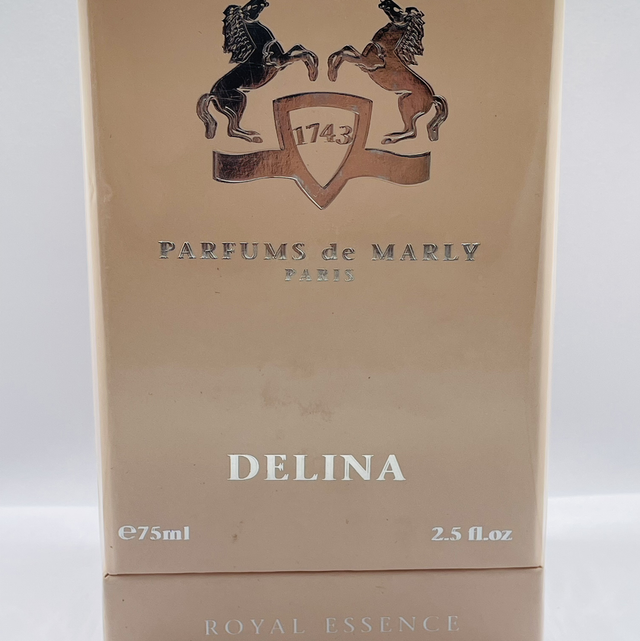 1743
PARFUMS de MARLY
PARIS
DELINA
℮75ml 2.5 fl.oz
ROYAL ESSENCE